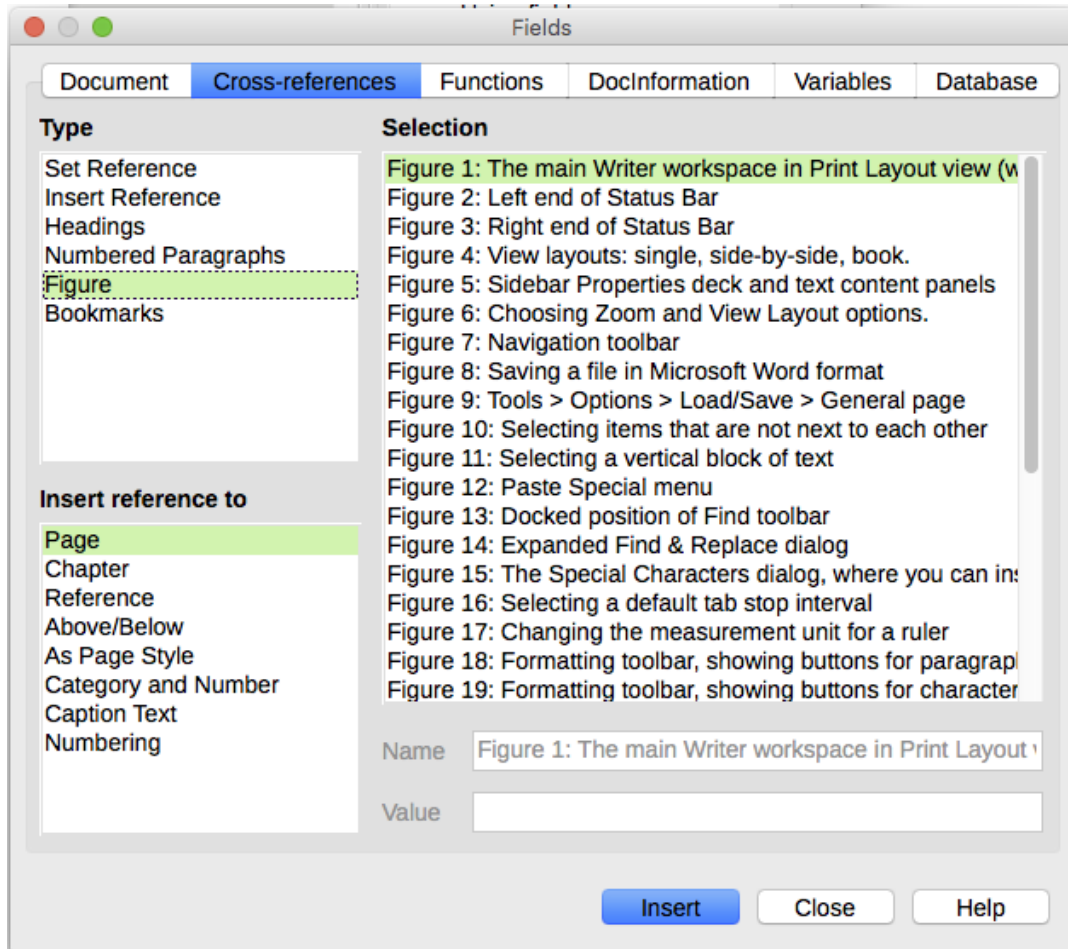 Fields
Document Cross-references Functions DocInformation Variables Database
Type
Set Reference
Insert Reference
Headings
Numbered Paragraphs
Figure
Bookmarks
Insert reference to
Page
Chapter
Reference
Above/Below
As Page Style
Category and Number
Caption Text
Numbering
Selection
Figure 1: The main Writer workspace in Print Layout view (w
Figure 2: Left end of Status Bar
Figure 3: Right end of Status Bar
Figure 4: View layouts: single, side-by-side, book.
Figure 5: Sidebar Properties deck and text content panels
Figure 6: Choosing Zoom and View Layout options.
Figure 7: Navigation toolbar
Figure 8: Saving a file in Microsoft Word format
Figure 9: Tools > Options > Load/Save > General page
Figure 10: Selecting items that are not next to each other
Figure 11: Selecting a vertical block of text
Figure 12: Paste Special menu
Figure 13: Docked position of Find toolbar
Figure 14: Expanded Find & Replace dialog
Figure 15: The Special Characters dialog, where you can ins
Figure 16: Selecting a default tab stop interval
Figure 17: Changing the measurement unit for a ruler
Figure 18: Formatting toolbar, showing buttons for paragrap
Figure 19: Formatting toolbar, showing buttons for character
Name Figure 1: The main Writer workspace in Print Layout
Value
Insert Close Help